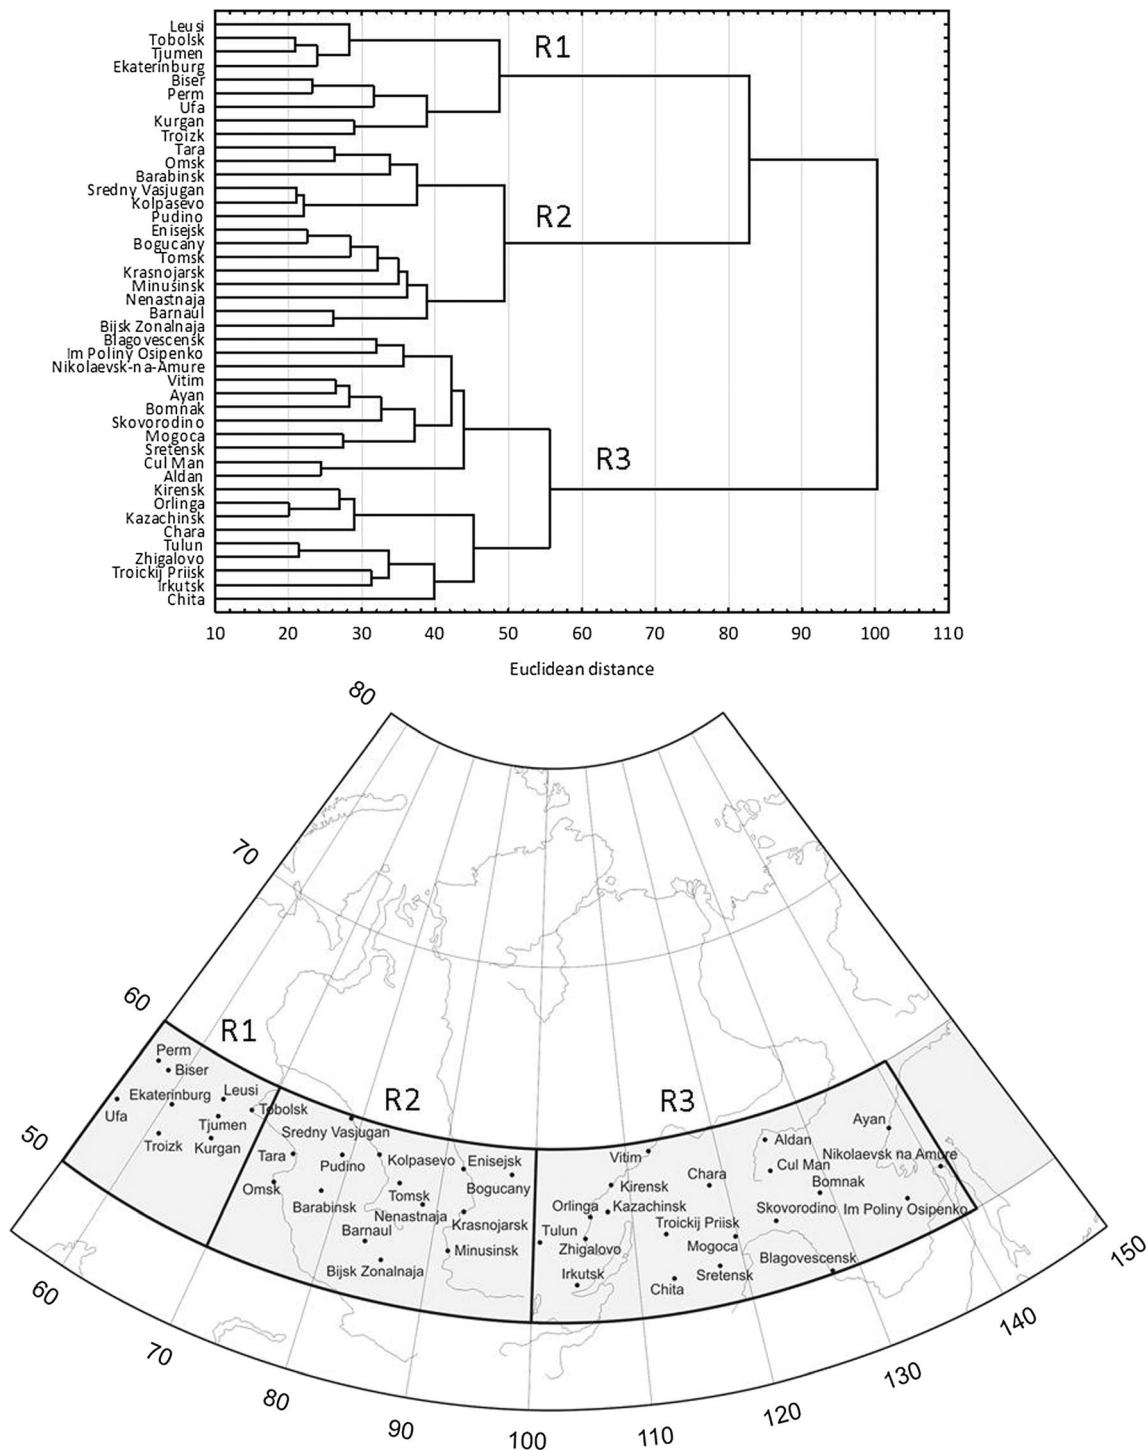 Leusi
Tobolsk
R1
Tjumen
Ekaterinburg
Biser
Perm
Ufa
Kurgan
Troizk
Tara
Omsk
Barabinsk
Sredny Vasjugan
Kolpasevo
R2
Pudino
Enisejsk
Bogucany
Tomsk
Krasnojarsk
Minusinsk
Nenastnaja
Barnaul
Bijsk Zonalnaja
Blagovescensk
Im Poliny Osipenko
Nikolaevsk-na-Amure
Vitim
Ayan
Bomnak
Skovorodino
Mogoca
Sretensk
R3
Cul Man
Aldan
Kirensk
Orlinga
Kazachinsk
Chara
Tulun
Zhigalovo
Troickij Priisk
Irkutsk
Chita
10 20 30 40 50 60 70 80 90 100 110
Euclidean distance
80
70
60
50
R1
R2
R3
Perm
Biser
Ekaterinburg
Leusi
Ufa
Tobolsk
Tjumen
Troizk
Kurgan
Sredny Vasjugan
Tara
Pudino
Kolpasevo
Enisejsk
Omsk
Tomsk
Bogucany
Barabinsk
Nenastnaja
Krasnojarsk
Barnaul
Minusinsk
Bijsk Zonalnaja
Vitim
Aldan
Ayan
Nikolaevsk na Amure
Cul Man
Kirensk
Chara
Bomnak
Orlinga
Kazachinsk
Skovorodino
Im Poliny Osipenko
Tulun
Troickij Priisk
Zhigalovo
Mogoca
Blagovescensk
Irkutsk
Sretensk
Chita
60
70
80
90
100
110
120
130
140
150